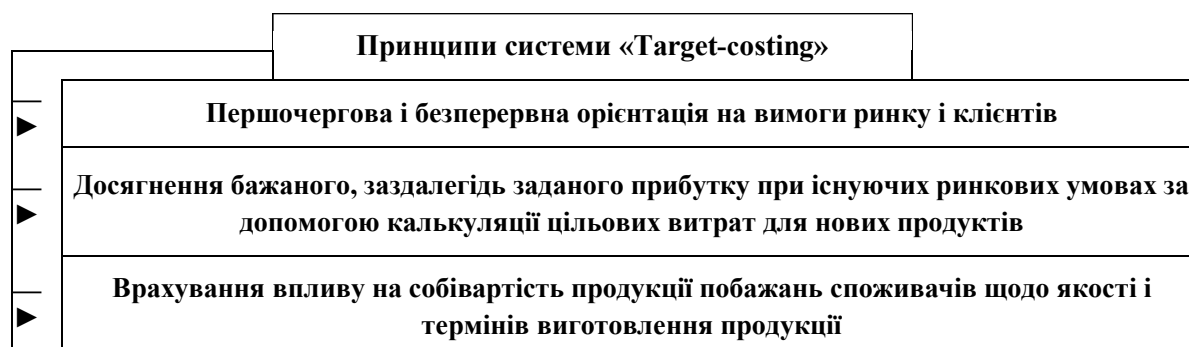 Принципи системи «Target-costing»
Першочергова і безперервна орієнтація на вимоги ринку і клієнтів
Досягнення бажаного, заздалегідь заданого прибутку при існуючих ринкових умовах за
допомогою калькуляції цільових витрат для нових продуктів
Врахування впливу на собівартість продукції побажань споживачів щодо якості і
термінів виготовлення продукції